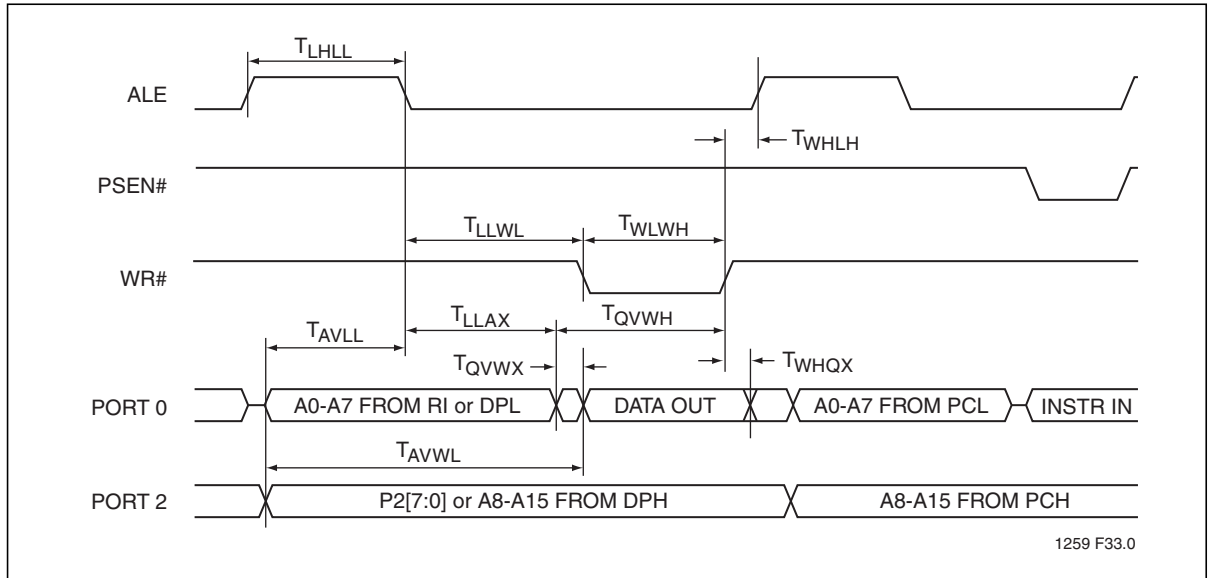 TLHLL
ALE
TWHLH
PSEN#
TLLWL
TWLWH
WR#
TLLAX
TQVWH
TAVLL
TQVWX
TWHQX
PORT 0
A0-A7 FROM RI or DPL
DATA OUT
A0-A7 FROM PCL
INSTR IN
TAVWL
PORT 2
P2[7:0] or A8-A15 FROM DPH
A8-A15 FROM PCH
1259 F33.0